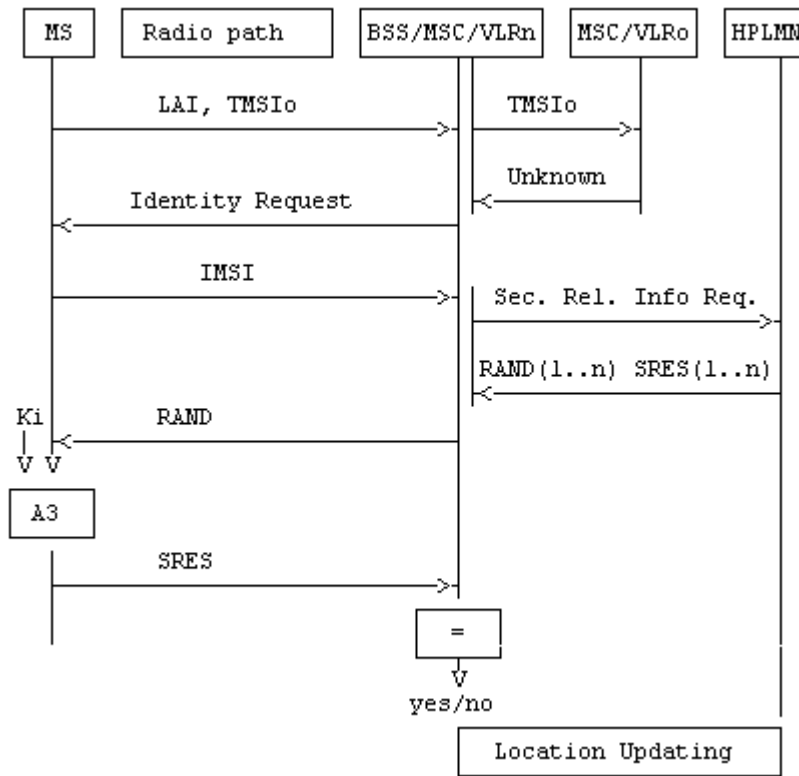 MS
Radio path
BSS/MSC/VLRn
MSC/VLRo
HPLMN
LAI, TMSIo
TMSIo
Unknown
Identity Request
IMSI
Sec. Rel. Info Req.
RAND(1..n) SRES(1..n)
Ki
RAND
A3
SRES
=
yes/no
Location Updating